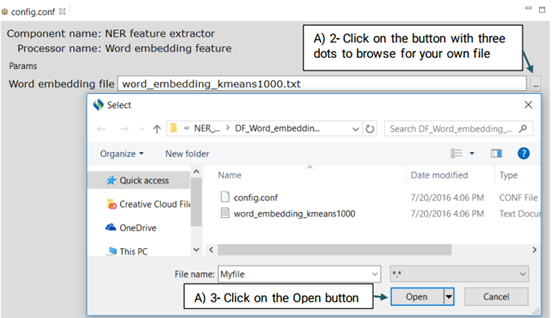 config.conf
Component name: NER feature extractor
Processor name: Word embedding feature
Params
Word embedding file word_embedding_kmeans1000.txt ...
A) 2- Click on the button with three
dots to browse for your own file
Select
« NER_... > DF_Word_embeddin...
Search DF_Word_embedding_...
Organize New folder
Quick access
Creative Cloud File
OneDrive
This PC
Name Date modified Type
config.conf 7/20/2016 4:06 PM CONF File
word_embedding_kmeans1000 7/20/2016 4:06 PM Text Docur
File name: Myfile *.*
A) 3- Click on the Open button
Open Cancel